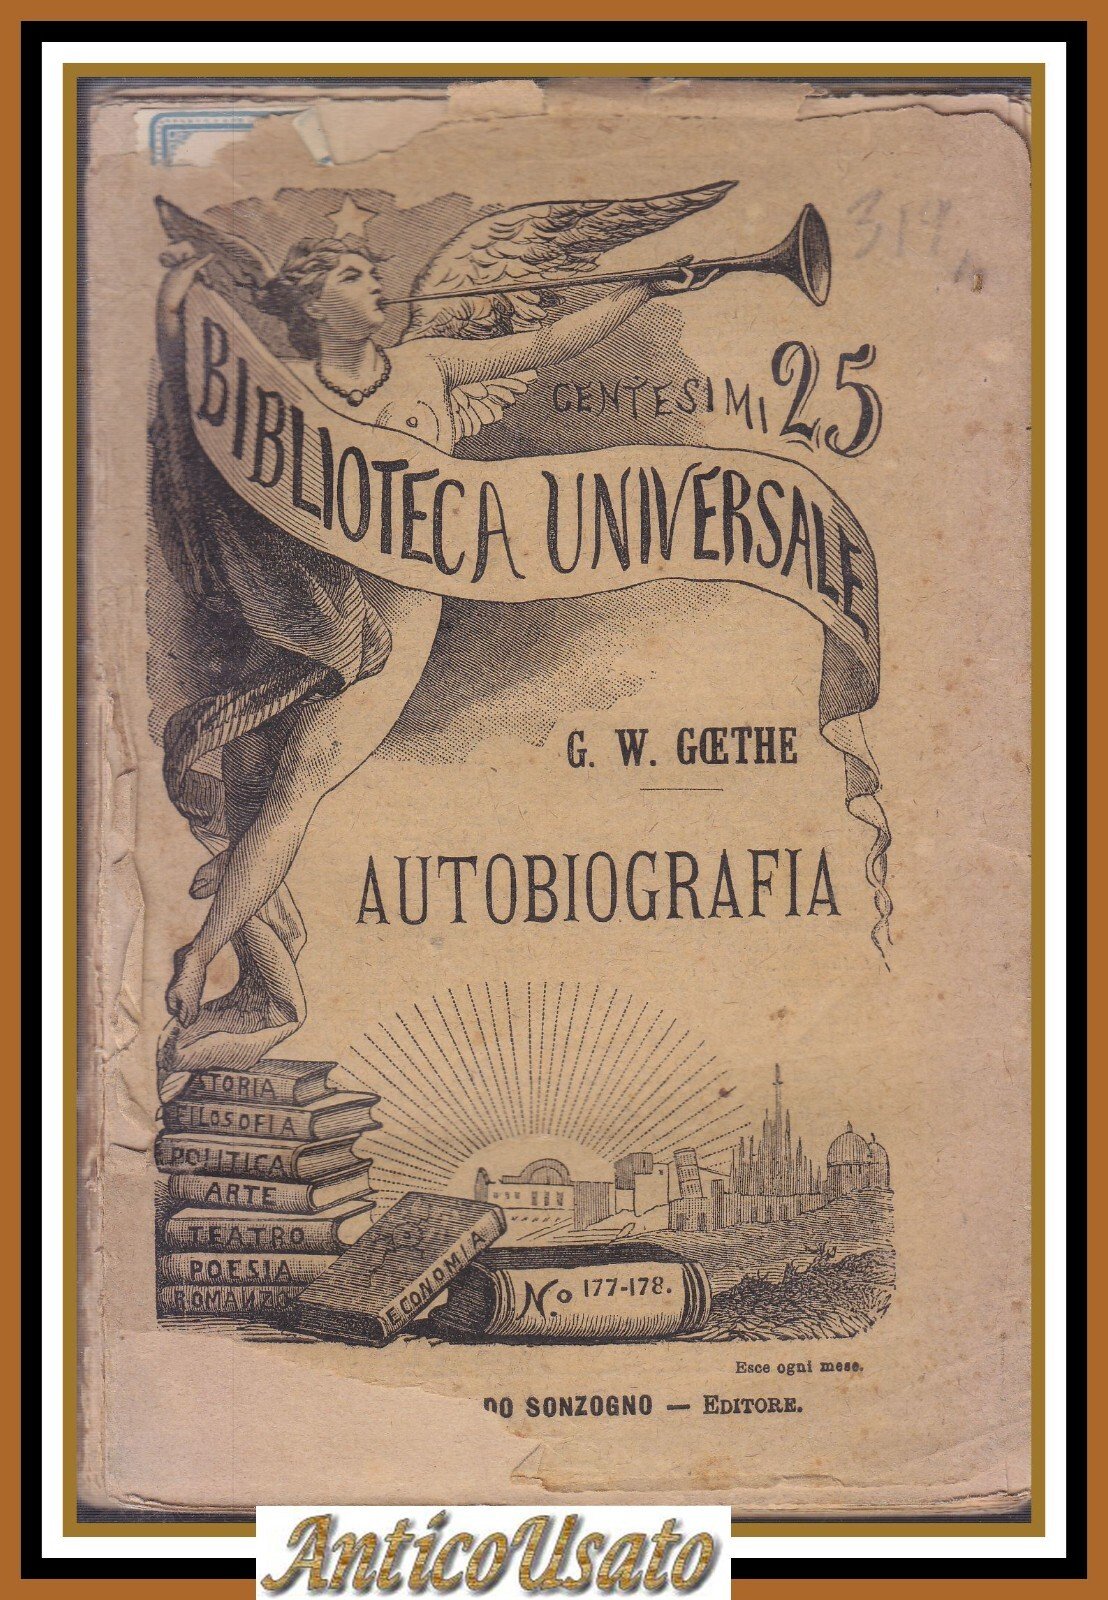 314
CENTESIMI 25
BIBLIOTECA UNIVERSALE
G. W. GŒTHE
AUTOBIOGRAFIA
STORIA
FILOSOFIA
POLITICA
ARTE
TEATRO
POESIA
ROMANZO
ECONOMIA
N.o 177-178.
Esce ogni mese.
DO SONZOGNO — EDITORE.
AnticoUsato